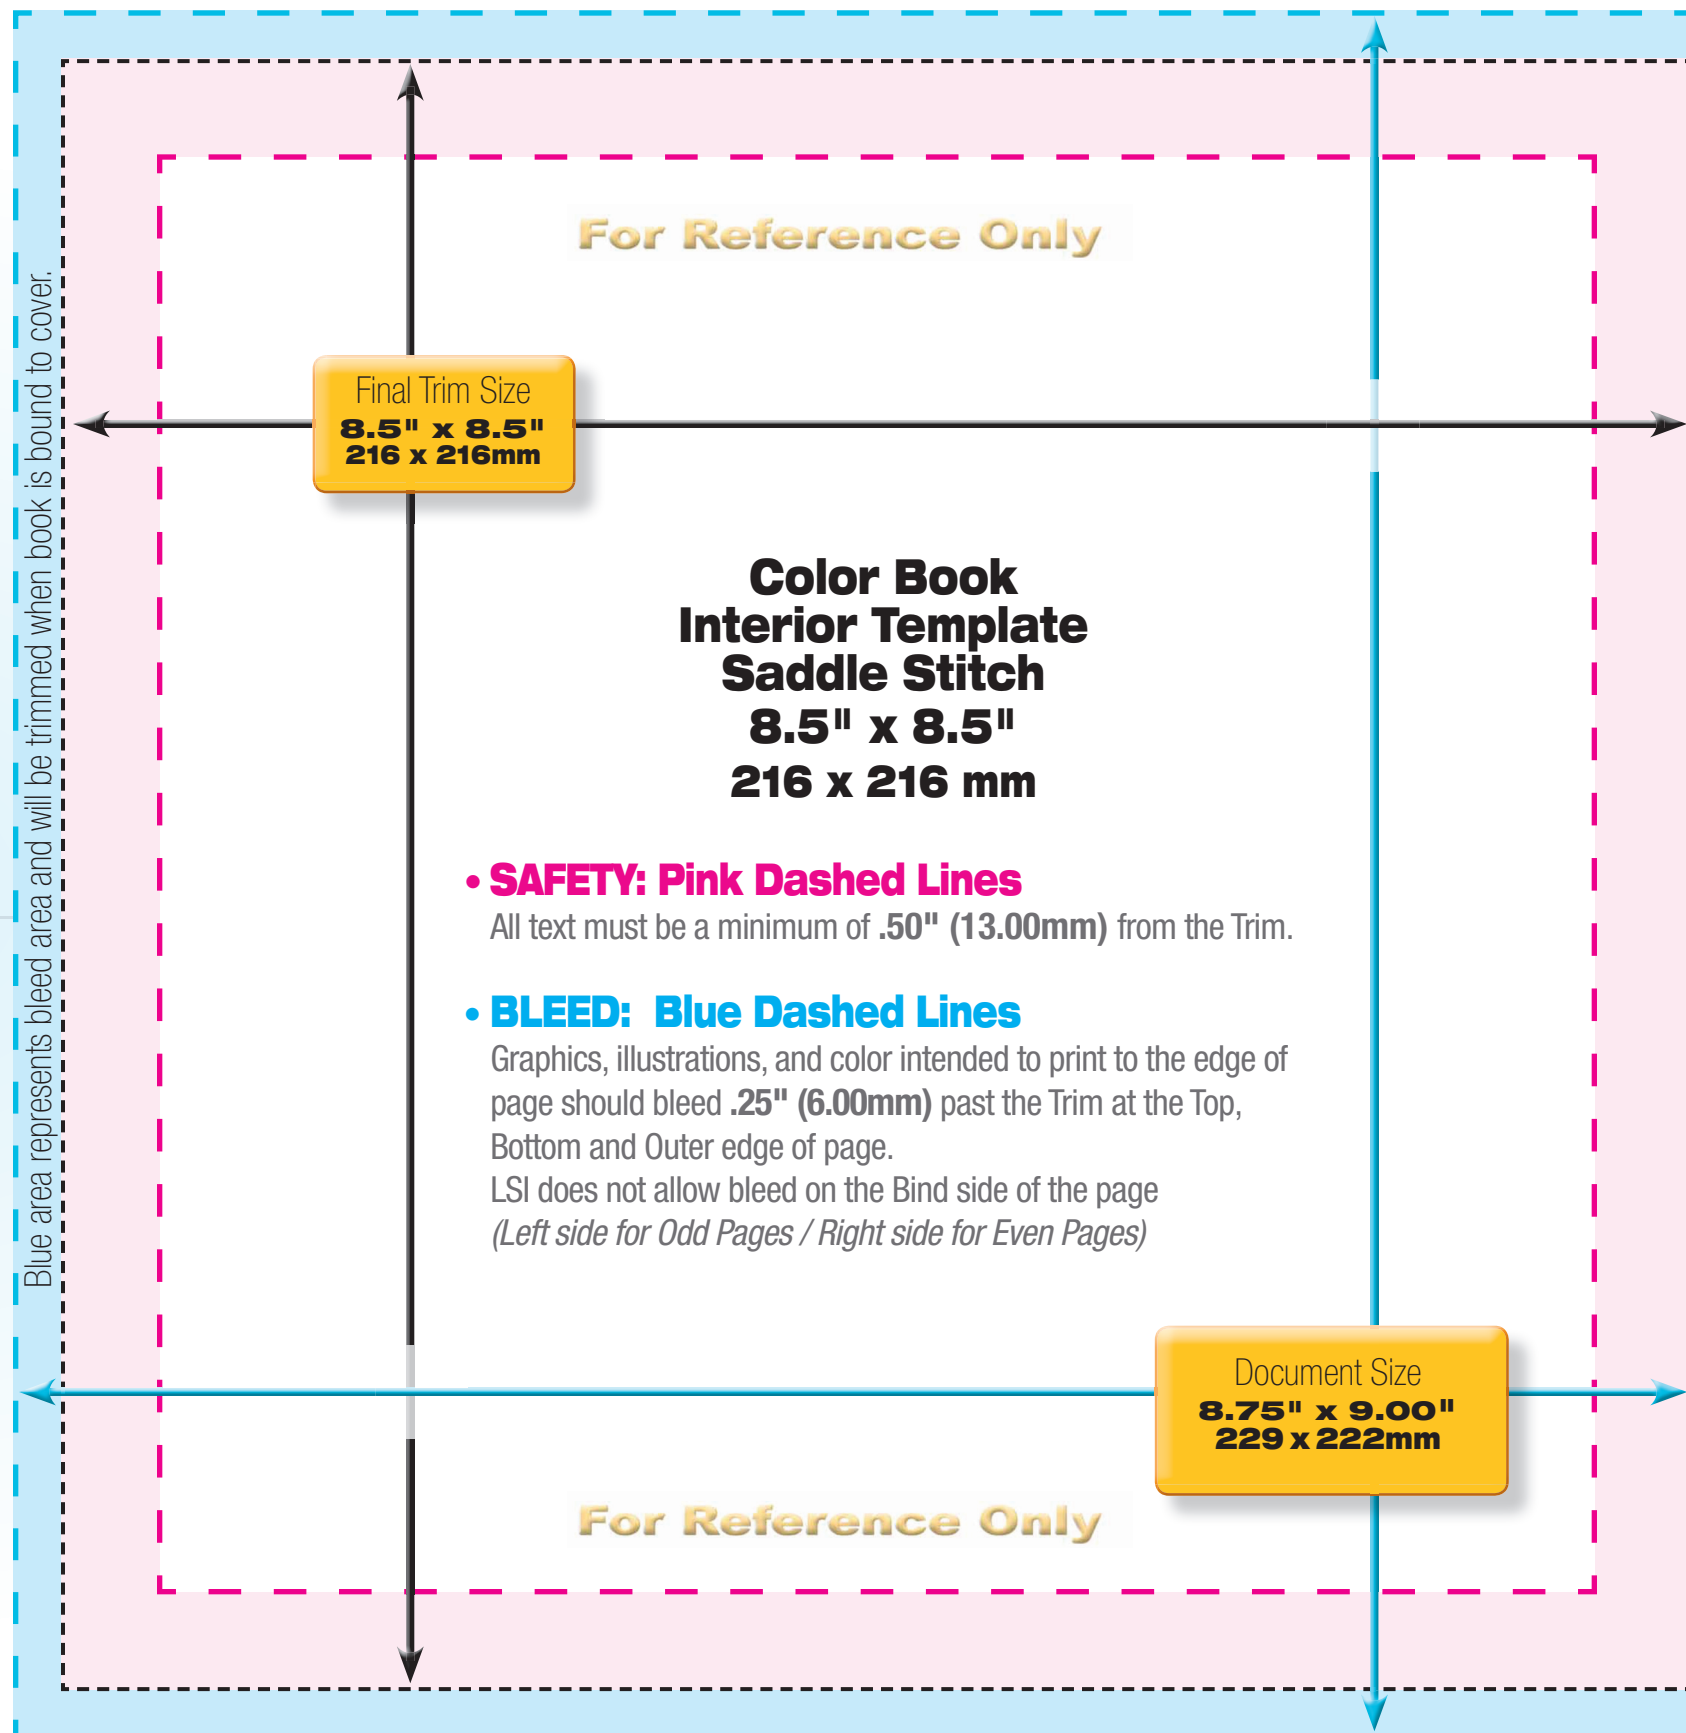 For Reference Only
Blue area represents bleed area and will be trimmed when book is bound to cover.
Final Trim Size
8.5" x 8.5"
216 x 216mm
Color Book
Interior Template
Saddle Stitch
8.5" x 8.5"
216 x 216 mm
• SAFETY: Pink Dashed Lines
All text must be a minimum of .50" (13.00mm) from the Trim.
• BLEED: Blue Dashed Lines
Graphics, illustrations, and color intended to print to the edge of
page should bleed .25" (6.00mm) past the Trim at the Top,
Bottom and Outer edge of page.
LSI does not allow bleed on the Bind side of the page
(Left side for Odd Pages / Right side for Even Pages)
Document Size
8.75" x 9.00"
229 x 222mm
For Reference Only